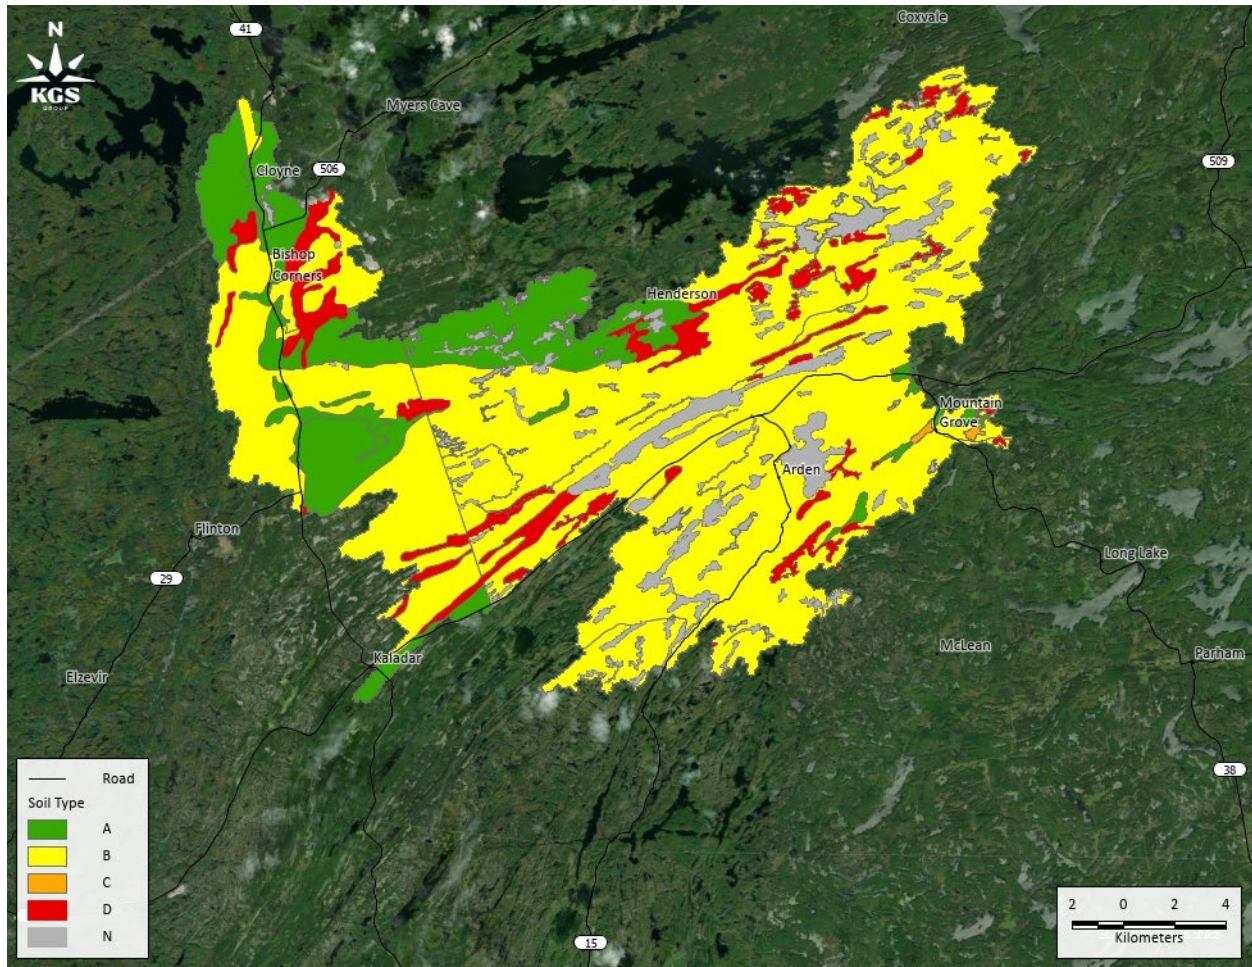 41
Coxvale
N
KGS
GROUP
Myers Cave
506
Cloyne
509
Bishop
Corners
Henderson
Mountain
Grove
Arden
Flinton
Long Lake
29
McLean
Parham
Kaladar
Elzevir
Road
Soil Type
A
B
C
D
N
38
2 0 2 4
Kilometers
15